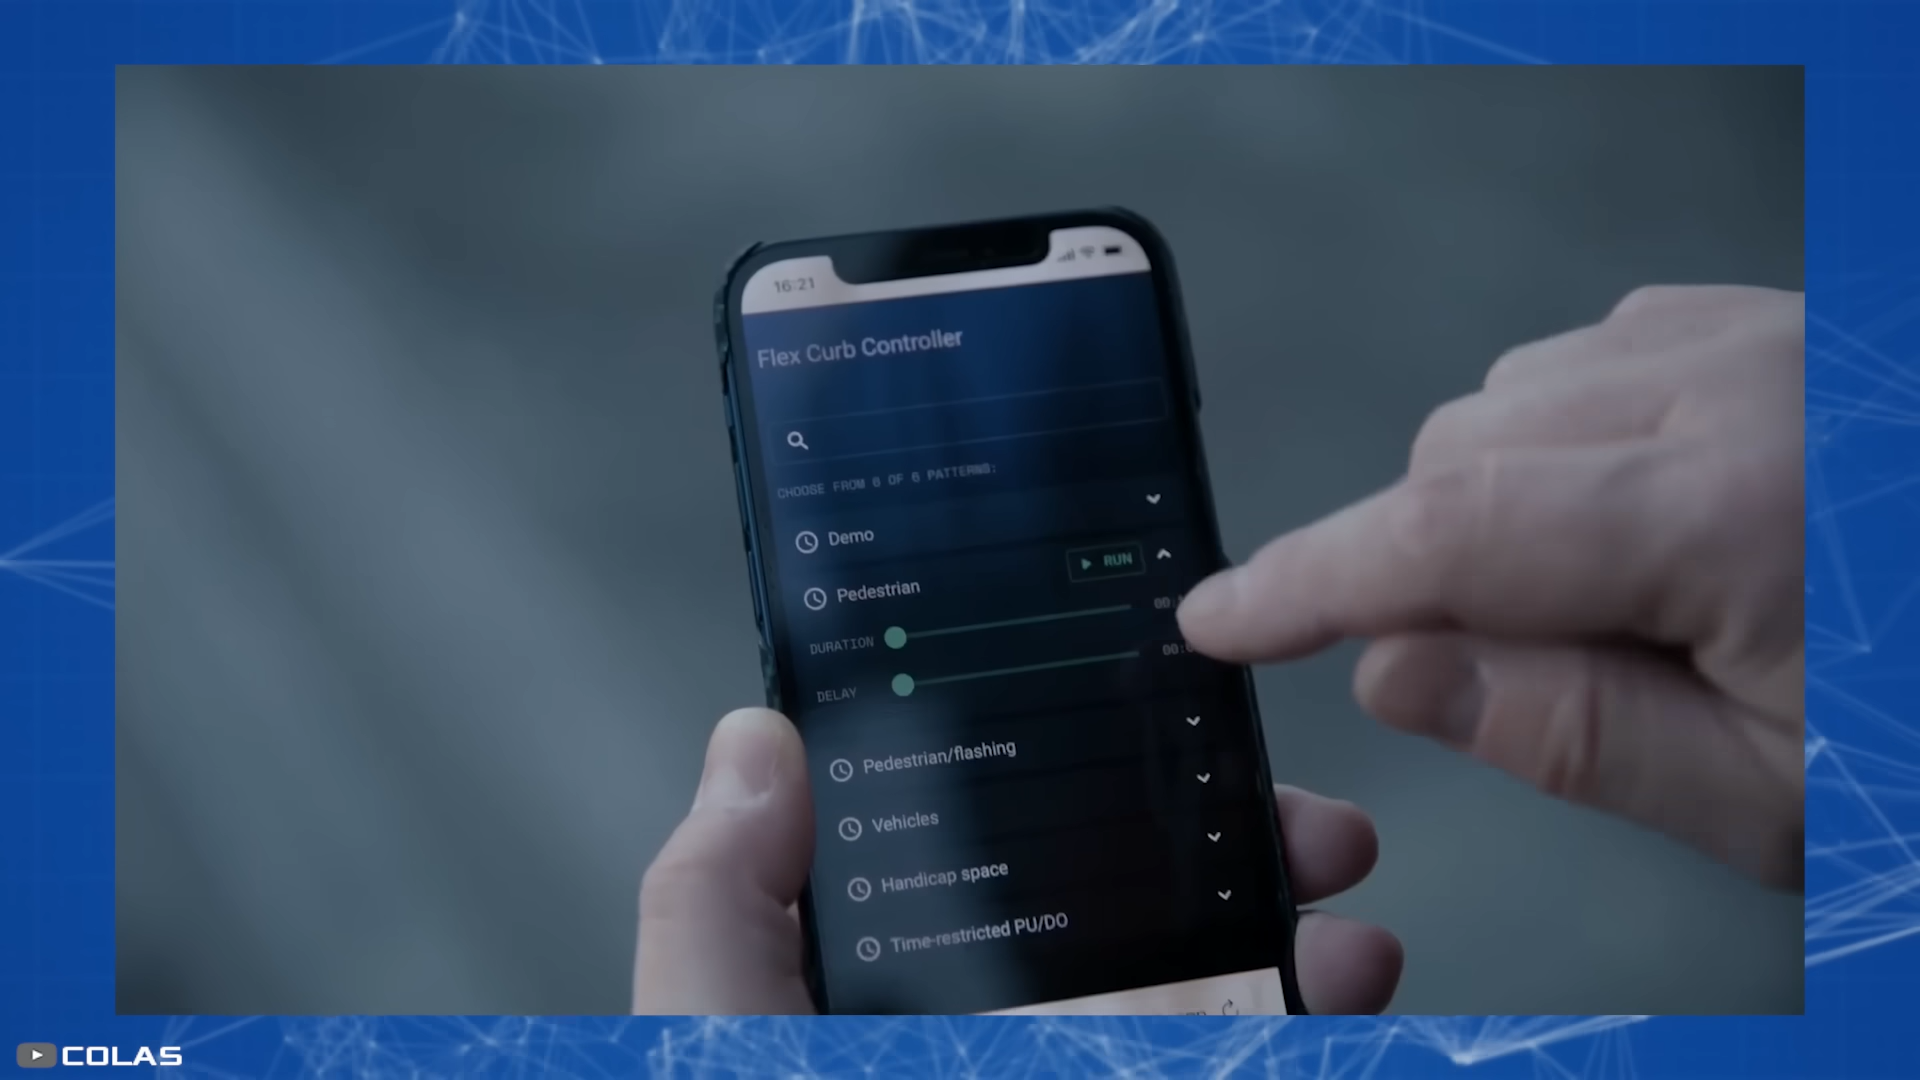 16:21
Flex Curb Controller
CHOOSE FROM 6 OF 6 PATTERNS:
Demo
Pedestrian
RUN
DURATION
DELAY
Pedestrian/flashing
Vehicles
Handicap space
Time-restricted PU/DO
COLAS